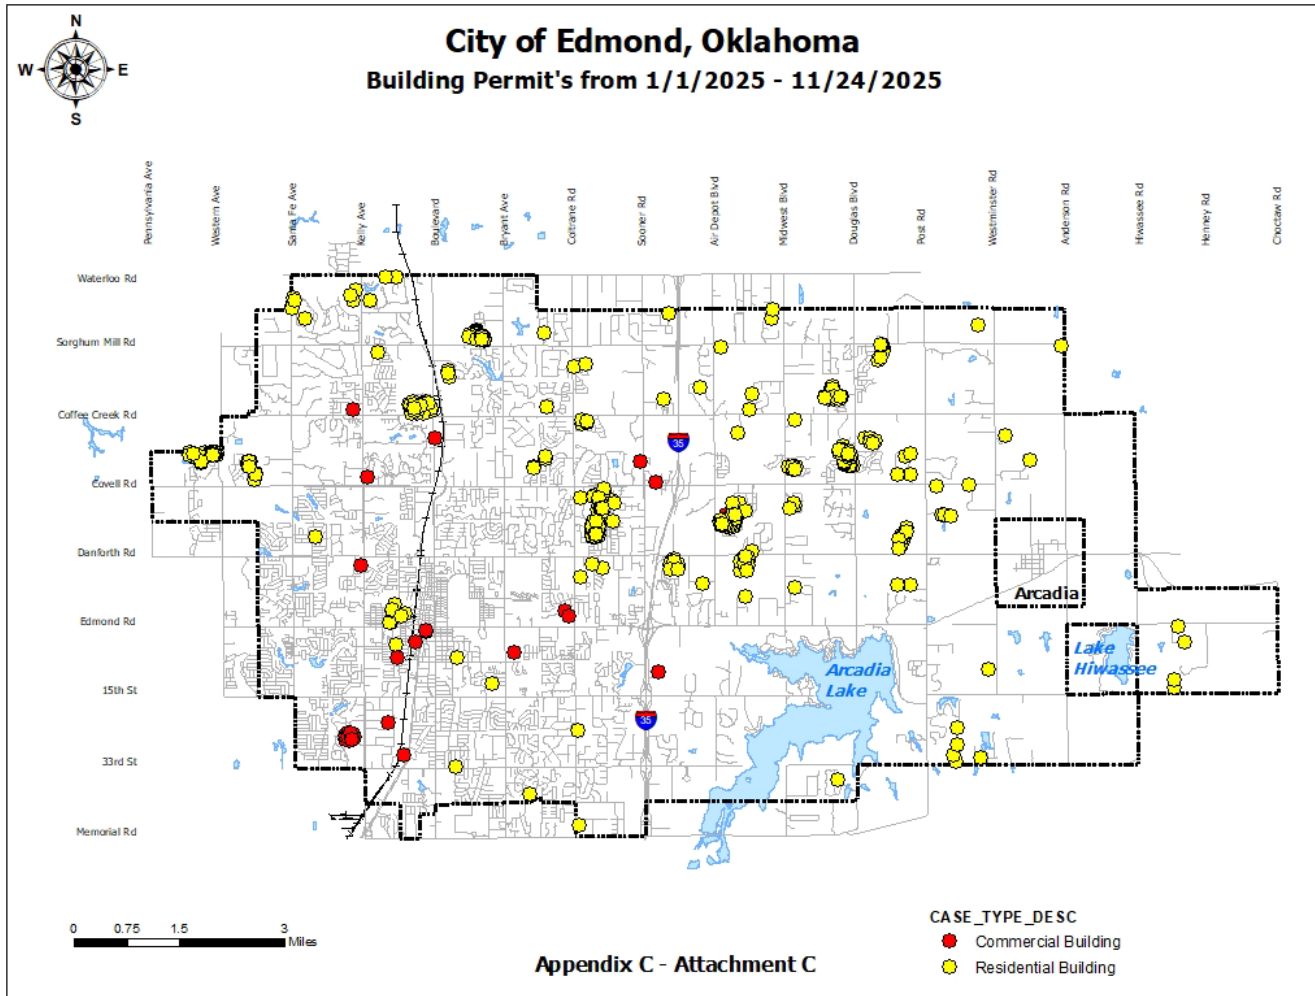 City of Edmond, Oklahoma
Building Permit's from 1/1/2025 - 11/24/2025
N
W
E
S
Pennsylvania Ave
Western Ave
Santa Fe Ave
Kelly Ave
Boulevard
Bryant Ave
Coltrane Rd
Sooner Rd
Air Depot Blvd
Midwest Blvd
Douglas Blvd
Post Rd
Westminster Rd
Anderson Rd
Hiwassee Rd
Henney Rd
Choctaw Rd
Waterloo Rd
Sorghum Mill Rd
Coffee Creek Rd
35
Covell Rd
Danforth Rd
Arcadia
Edmond Rd
Lake
Hiwassee
Arcadia
Lake
15th St
35
33rd St
Memorial Rd
0 0.75 1.5 3
Miles
CASE_TYPE_DESC
Commercial Building
Residential Building
Appendix C - Attachment C